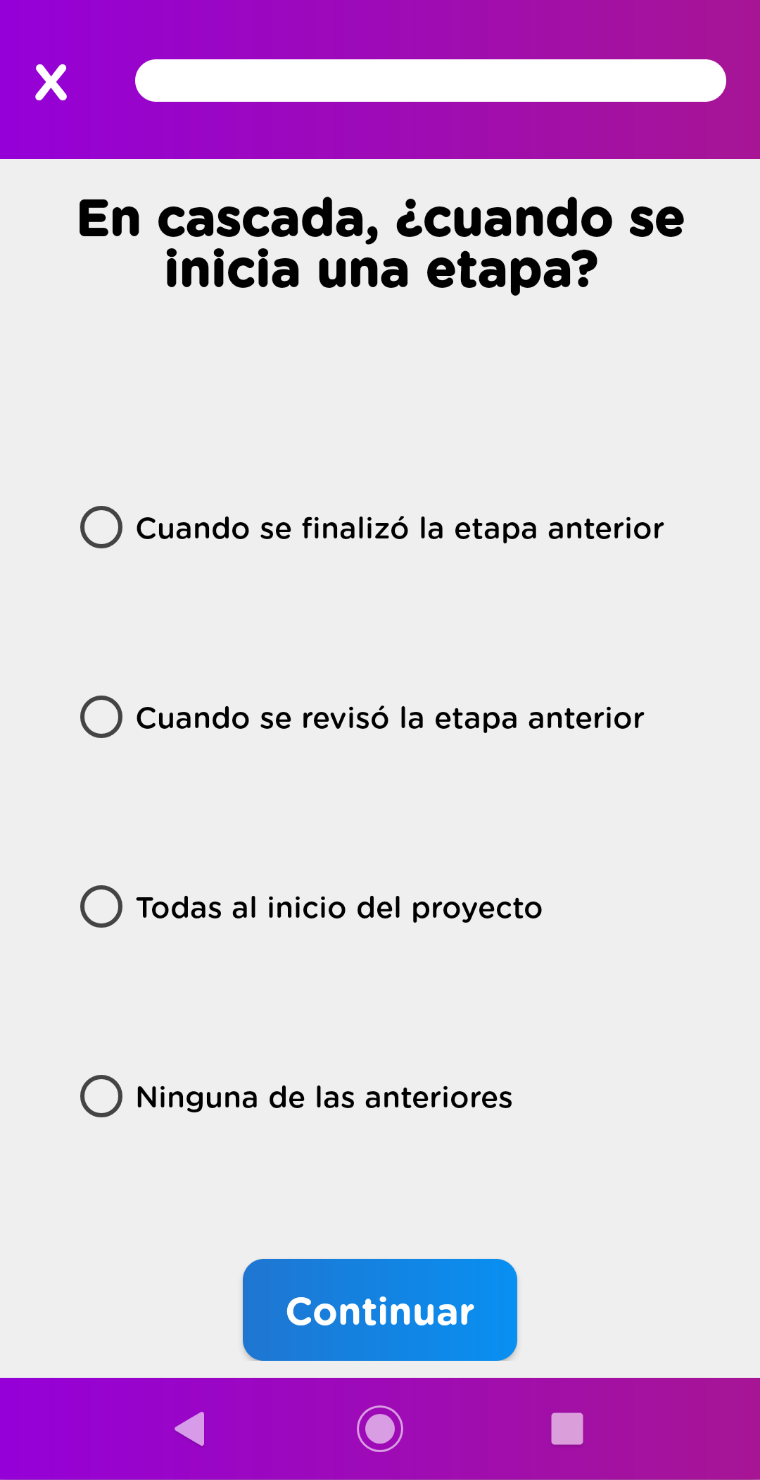 X
En cascada, ¿cuando se
inicia una etapa?
Cuando se finalizó la etapa anterior
Cuando se revisó la etapa anterior
Todas al inicio del proyecto
Ninguna de las anteriores
Continuar